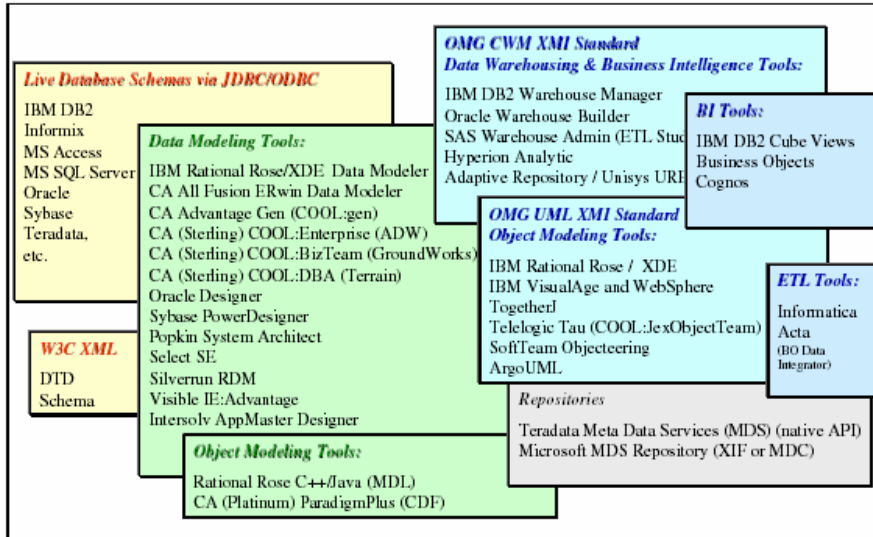 Live Database Schemas via JDBC/ODBC
IBM DB2
Informix
MS Access
MS SQL Server
Oracle
Sybase
Teradata,
etc.
W3C XML
DTD
Schema
Data Modeling Tools:
IBM Rational Rose/XDE Data Modeler
CA All Fusion ERwin Data Modeler
CA Advantage Gen (COOL:gen)
CA (Sterling) COOL:Enterprise (ADW)
CA (Sterling) COOL:BizTeam (GroundWorks)
CA (Sterling) COOL:DBA (Terrain)
Oracle Designer
Sybase PowerDesigner
Popkin System Architect
Select SE
Silverrun RDM
Visible IE:Advantage
Intersolv AppMaster Designer
Object Modeling Tools:
Rational Rose C++/Java (MDL)
CA (Platinum) ParadigmPlus (CDF)
OMG CWM XMI Standard
Data Warehousing & Business Intelligence Tools:
IBM DB2 Warehouse Manager
Oracle Warehouse Builder
SAS Warehouse Admin (ETL Stud
Hyperion Analytic
Adaptive Repository / Unisys URE
BI Tools:
IBM DB2 Cube Views
Business Objects
Cognos
OMG UML XMI Standard
Object Modeling Tools:
IBM Rational Rose / XDE
IBM VisualAge and WebSphere
TogetherJ
Telelogic Tau (COOL:JexObjectTeam)
SoftTeam Objecteering
ArgoUML
ETL Tools:
Informatica
Acta
(BO Data
Integrator)
Repositories
Teradata Meta Data Services (MDS) (native API)
Microsoft MDS Repository (XIF or MDC)